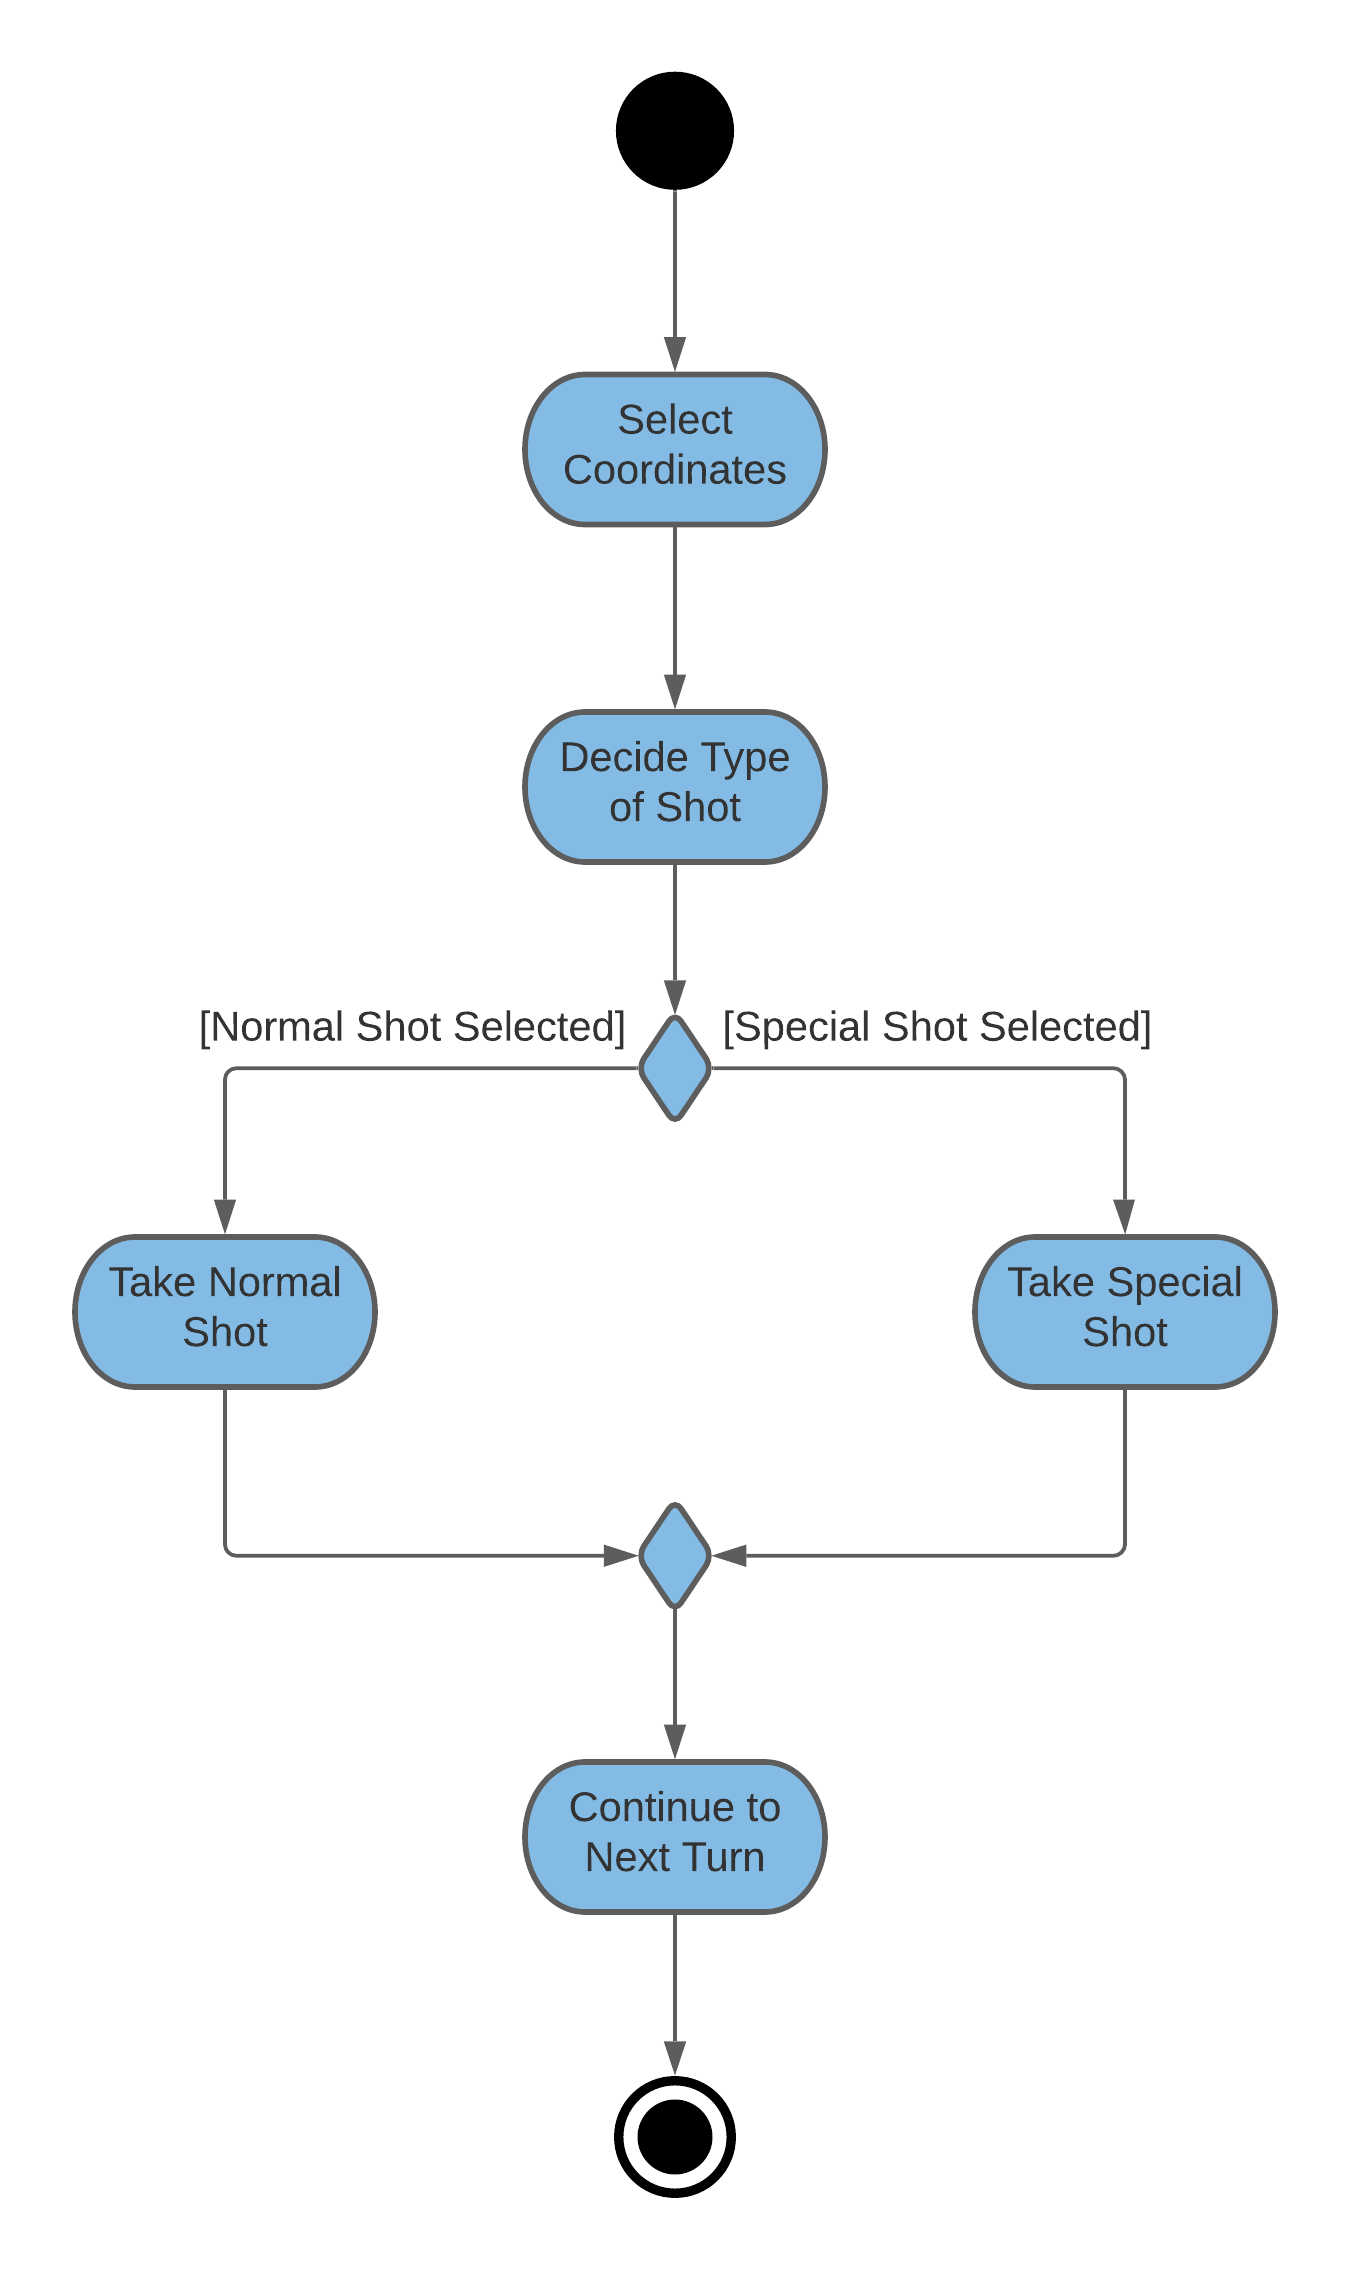 Select
Coordinates
Decide Type
of Shot
[Normal Shot Selected]
[Special Shot Selected]
Take Normal
Shot
Take Special
Shot
Continue to
Next Turn